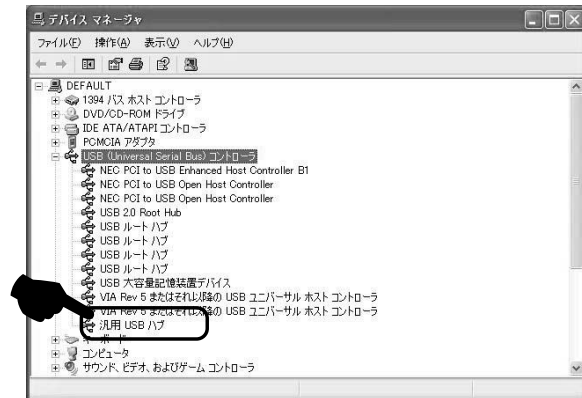 デバイス マネージャ
ファイル(F) 操作(A) 表示(V) ヘルプ(H)
DEFAULT
1394 バス ホスト コントローラ
DVD/CD-ROM ドライブ
IDE ATA/ATAPI コントローラ
PCMCIA アダプタ
USB (Universal Serial Bus) コントローラ
NEC PCI to USB Enhanced Host Controller B1
NEC PCI to USB Open Host Controller
NEC PCI to USB Open Host Controller
USB 2.0 Root Hub
USB ルート ハブ
USB ルート ハブ
USB ルート ハブ
USB ルート ハブ
USB 大容量記憶装置デバイス
VIA Rev 5 またはそれ以降の USB ユニバーサル ホスト コントローラ
VIA Rev 5 またはそれ以降の USB ユニバーサル ホスト コントローラ
汎用 USB ハブ
キーボード
コンピュータ
サウンド、ビデオ、およびゲーム コントローラ